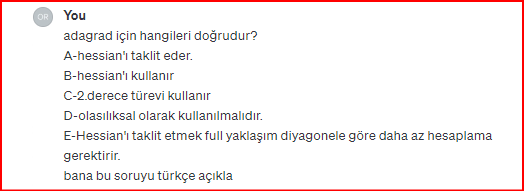 OR
You
adagrad için hangileri doğrudur?
A-hessian'ı taklit eder.
B-hessian'ı kullanır
C-2.derece türevi kullanır
D-olasılıksal olarak kullanılmalıdır.
E-Hessian'ı taklit etmek full yaklaşım diyagonele göre daha az hesaplama
gerektirir.
bana bu soruyu türkçe açıkla